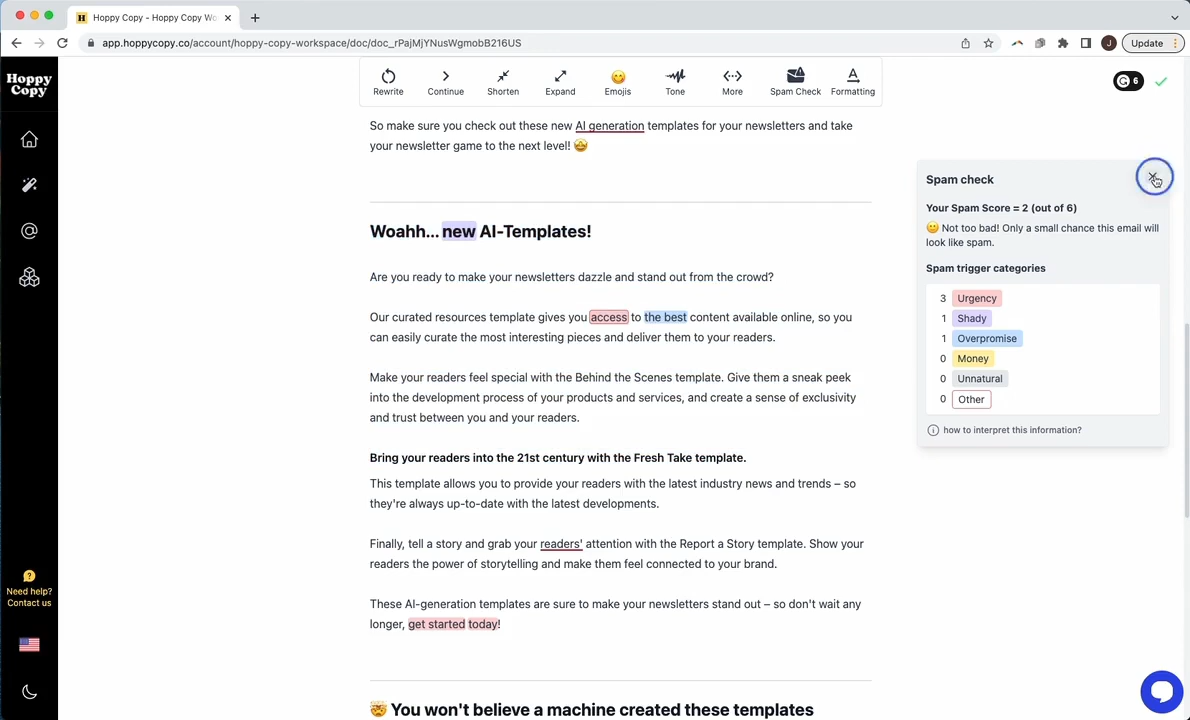 Hoppy Copy - Hoppy Copy Wo
app.hoppycopy.co/account/hoppy-copy-workspace/doc/doc_rPajMjYNusWgmobB216US
J
Update
Hoppy
Copy
Rewrite
Continue
Shorten
Expand
Emojis
Tone
More
Spam Check
Formatting
6
So make sure you check out these new AI generation templates for your newsletters and take
your newsletter game to the next level! 🤩
Woahh... new AI-Templates!
Are you ready to make your newsletters dazzle and stand out from the crowd?
Our curated resources template gives you access to the best content available online, so you
can easily curate the most interesting pieces and deliver them to your readers.
Make your readers feel special with the Behind the Scenes template. Give them a sneak peek
into the development process of your products and services, and create a sense of exclusivity
and trust between you and your readers.
Bring your readers into the 21st century with the Fresh Take template.
This template allows you to provide your readers with the latest industry news and trends – so
they're always up-to-date with the latest developments.
Finally, tell a story and grab your readers' attention with the Report a Story template. Show your
readers the power of storytelling and make them feel connected to your brand.
These AI-generation templates are sure to make your newsletters stand out – so don't wait any
longer, get started today!
🤯 You won't believe a machine created these templates
Spam check
Your Spam Score = 2 (out of 6)
😐 Not too bad! Only a small chance this email will
look like spam.
Spam trigger categories
3 Urgency
1 Shady
1 Overpromise
0 Money
0 Unnatural
0 Other
how to interpret this information?
Need help?
Contact us